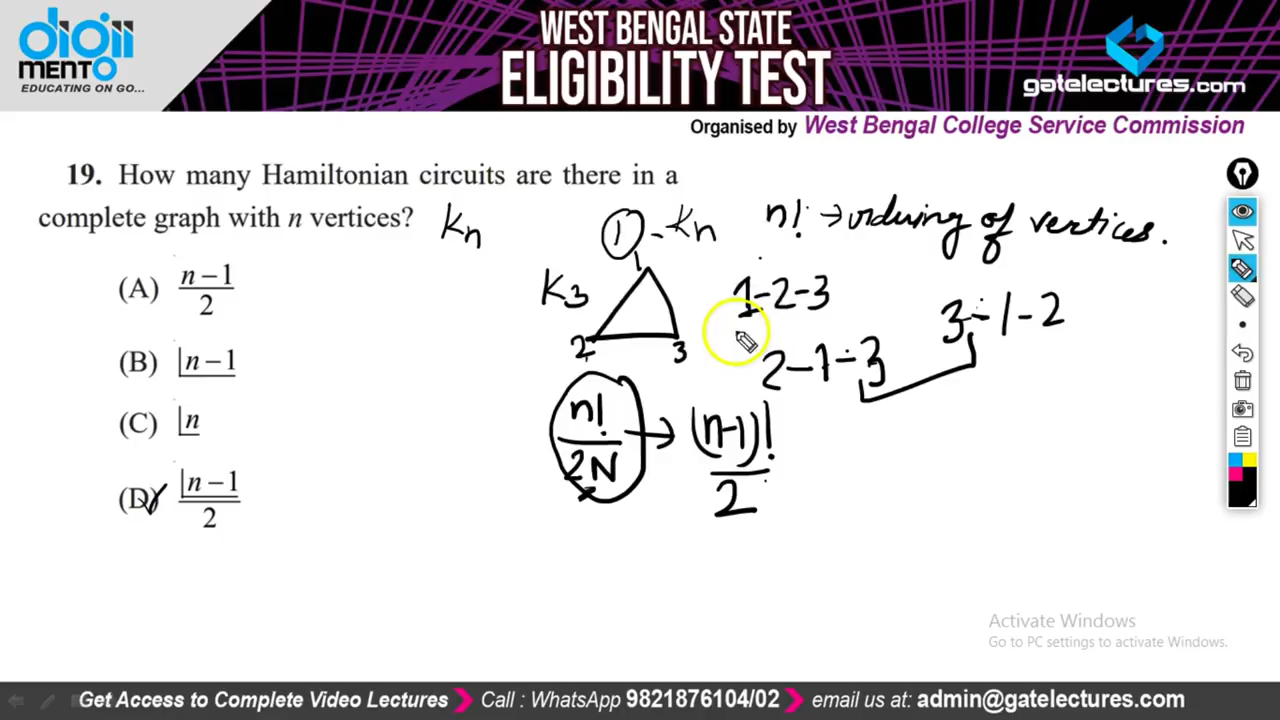 digii
MENTO
EDUCATING ON GO...
WEST BENGAL STATE
ELIGIBILITY TEST
gatelectures.com
Organised by West Bengal College Service Commission
19. How many Hamiltonian circuits are there in a
complete graph with n vertices?
Kn
1 - Kn
n! → ordering of vertices.
K3
2
3
1-2-3
2-1-3
3-1-2
(A) n-1
2
(B) |n-1
(C) |n
(D) |n-1
2
n!
2N
→ (n-1)!
2
Activate Windows
Go to PC settings to activate Windows.
Get Access to Complete Video Lectures
Call : WhatsApp 9821876104/02
email us at: admin@gatelectures.com